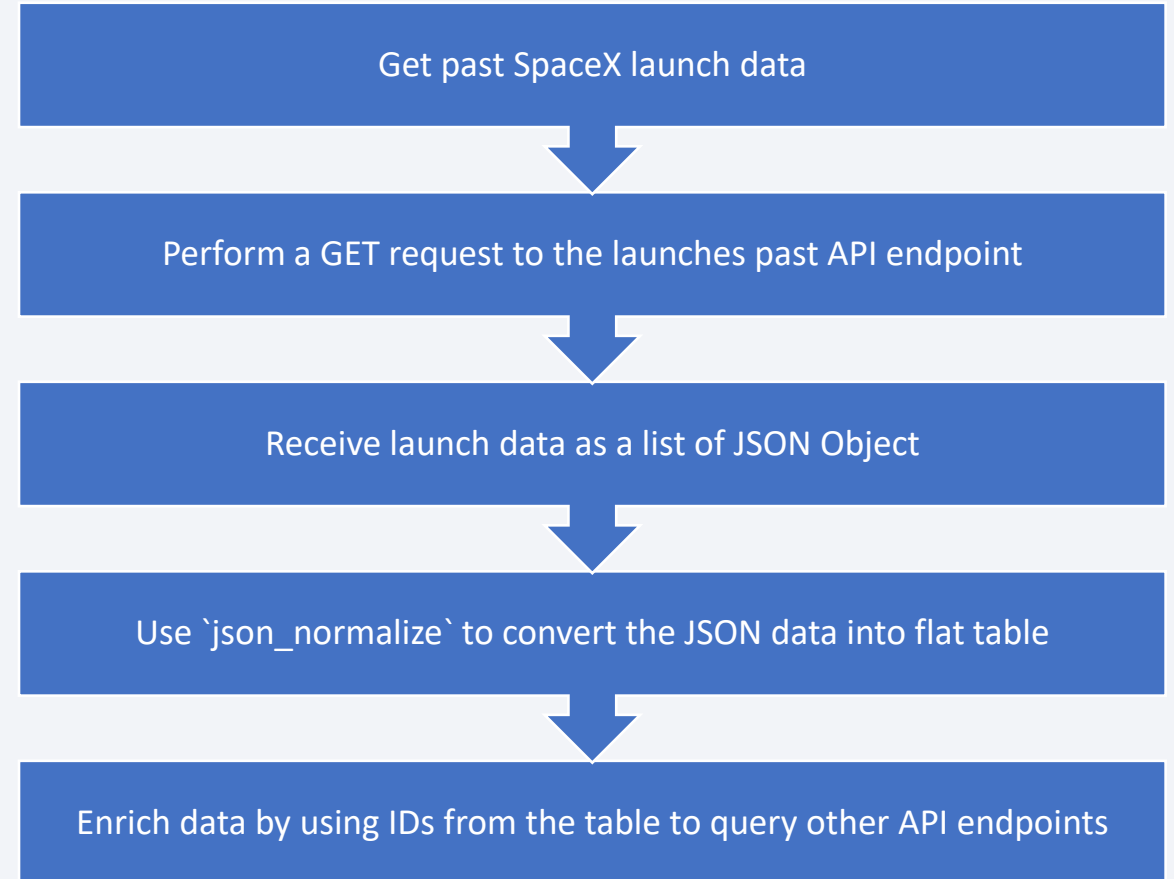 Get past SpaceX launch data
Perform a GET request to the launches past API endpoint
Receive launch data as a list of JSON Object
Use `json_normalize` to convert the JSON data into flat table
Enrich data by using IDs from the table to query other API endpoints